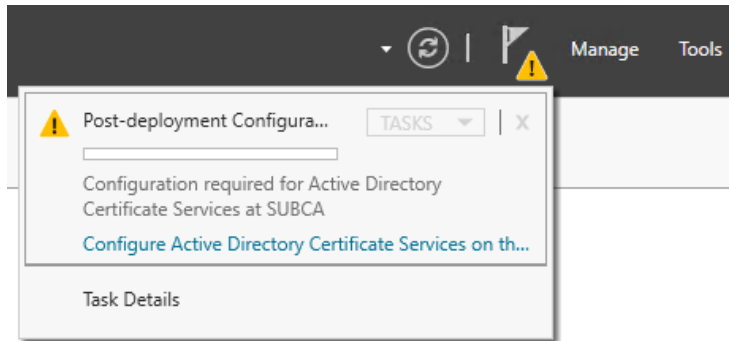 Manage Tools
Post-deployment Configura... TASKS X
Configuration required for Active Directory
Certificate Services at SUBCA
Configure Active Directory Certificate Services on th...
Task Details